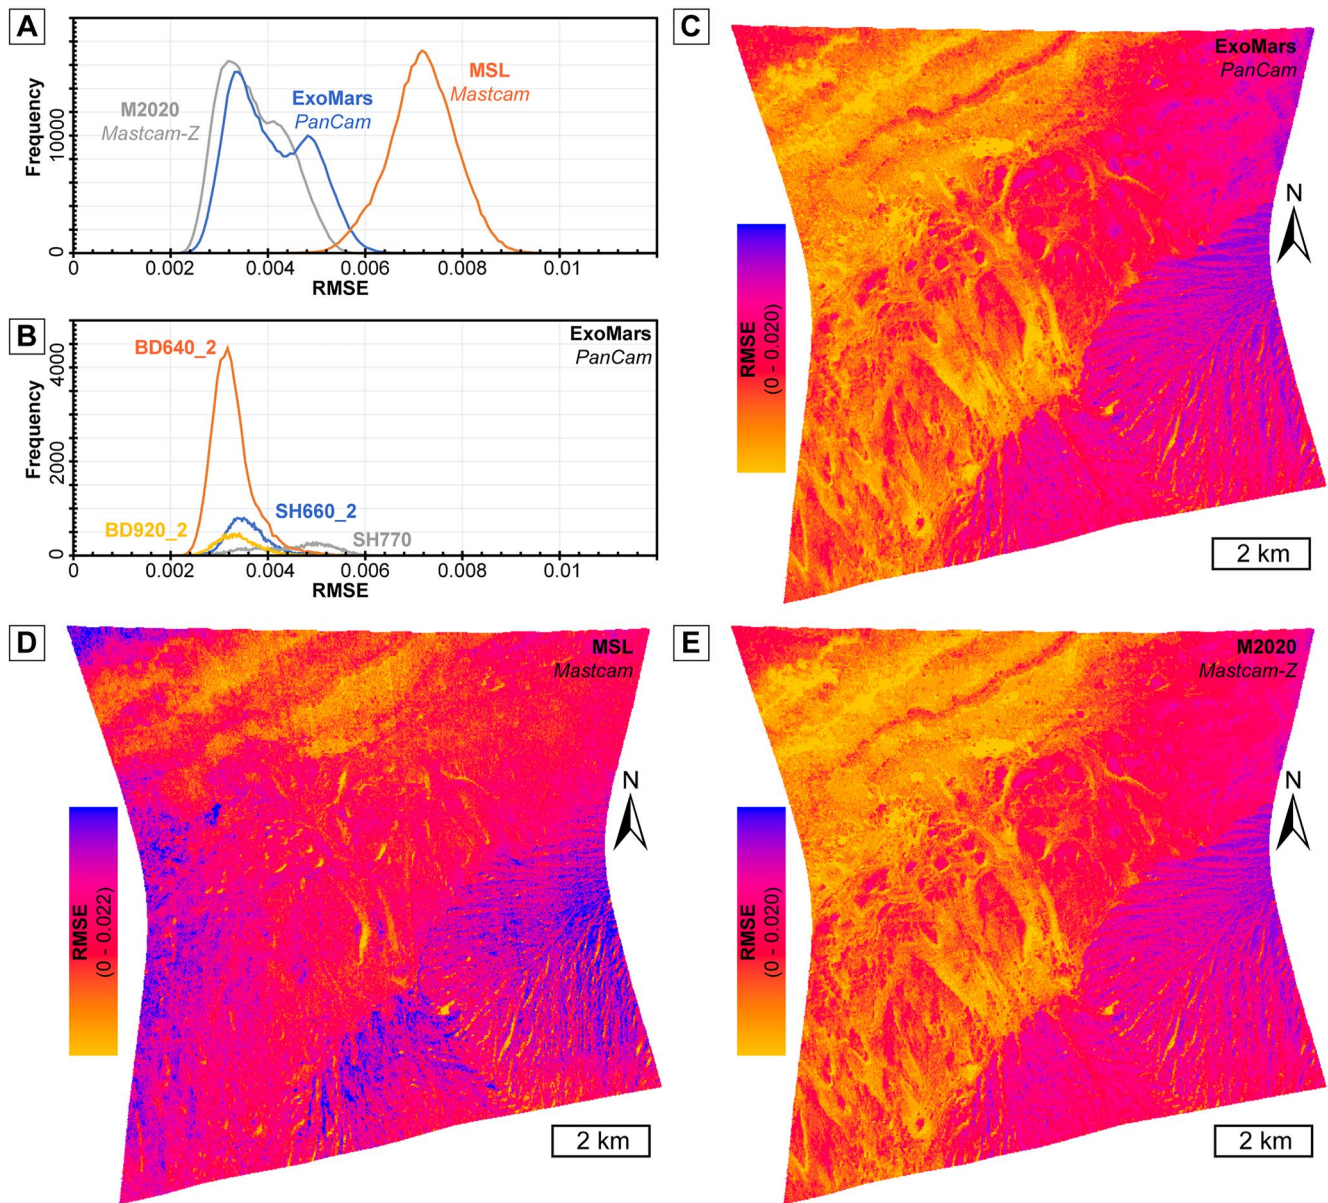 A
Frequency
10000
0
M2020
Mastcam-Z
ExoMars
PanCam
MSL
Mastcam
0 0.002 0.004 0.006 0.008 0.01
RMSE
B
Frequency
4000
2000
0
BD640_2
BD920_2
SH660_2
SH770
ExoMars
PanCam
0 0.002 0.004 0.006 0.008 0.01
RMSE
C
ExoMars
PanCam
N
RMSE
(0 - 0.020)
2 km
D
MSL
Mastcam
N
RMSE
(0 - 0.022)
2 km
E
M2020
Mastcam-Z
N
RMSE
(0 - 0.020)
2 km